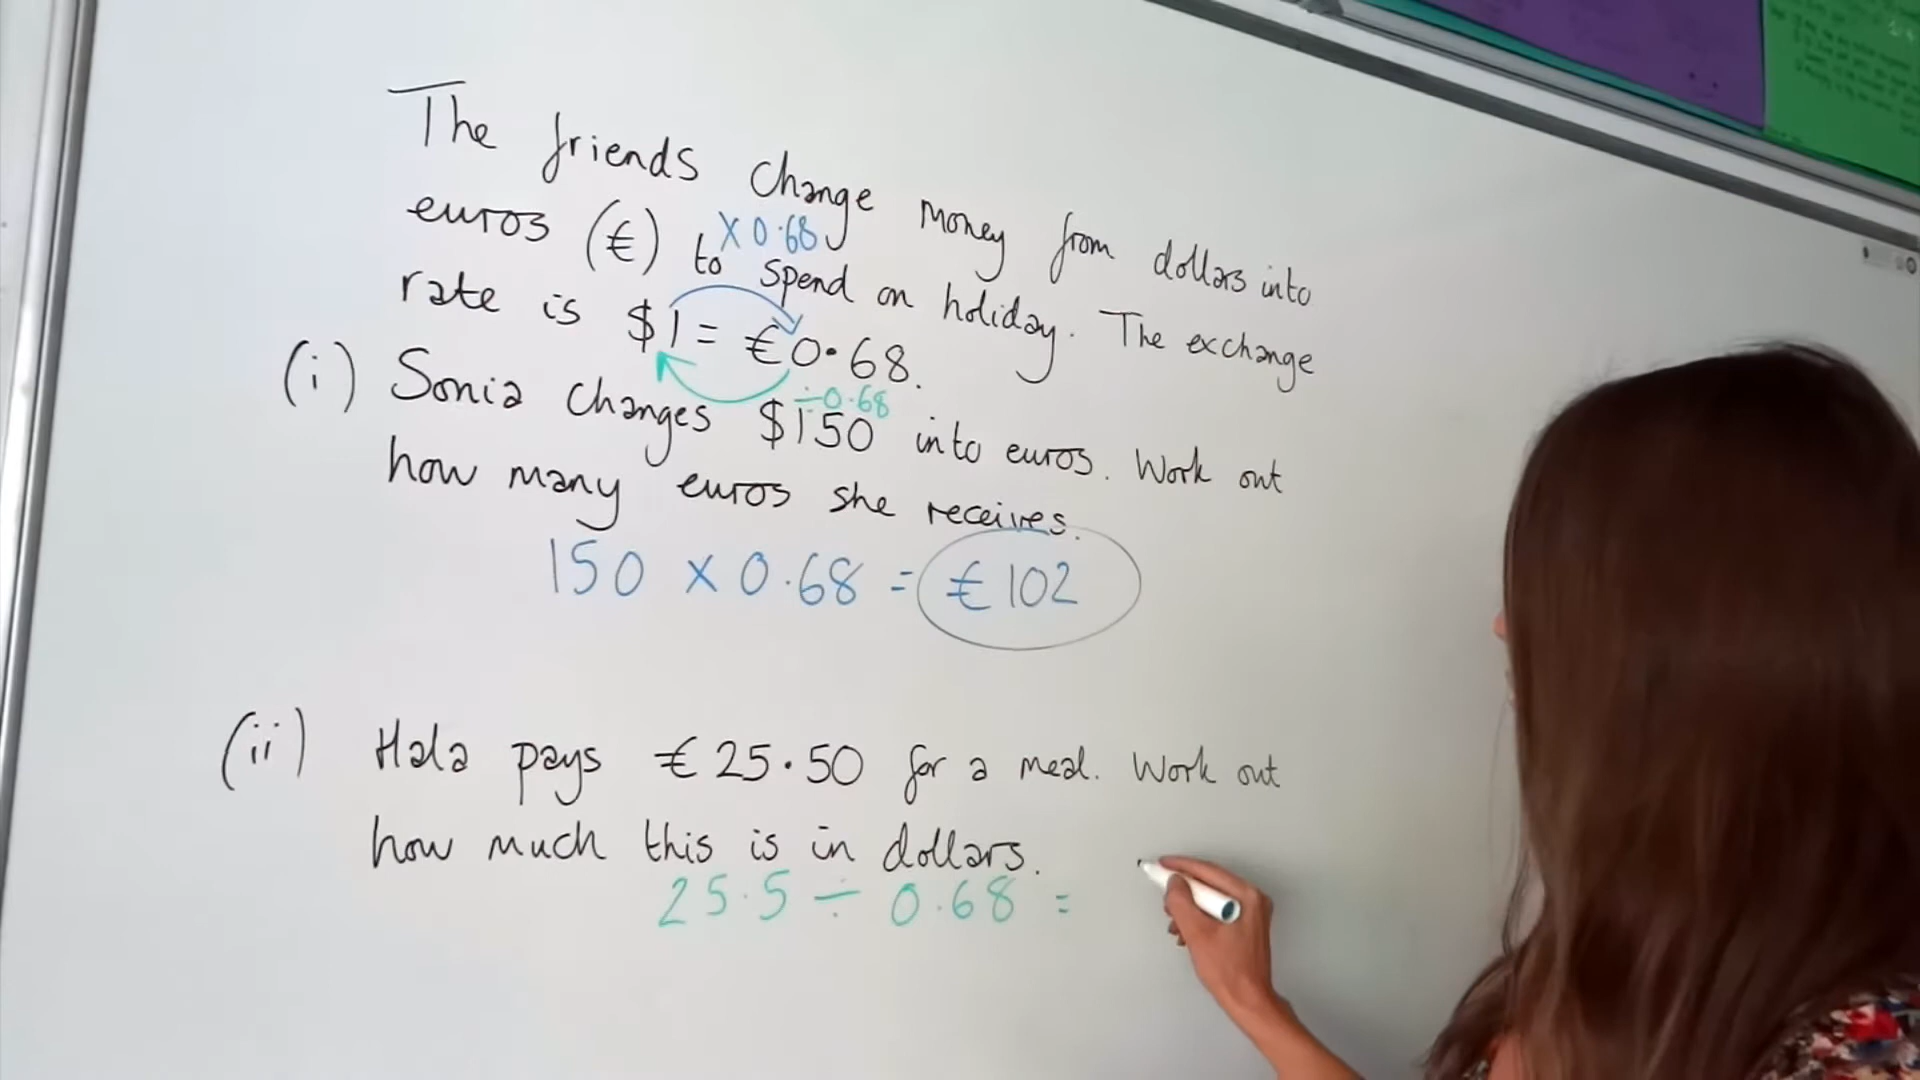 The friends change money from dollars into
euros (€) to spend on holiday. The exchange
× 0.68
rate is $1 = €0.68.
÷0.68
(i) Sonia changes $150 into euros. Work out
how many euros she receives.
150 × 0.68 = €102
(ii) Hala pays €25.50 for a meal. Work out
how much this is in dollars.
25.5 ÷ 0.68 =